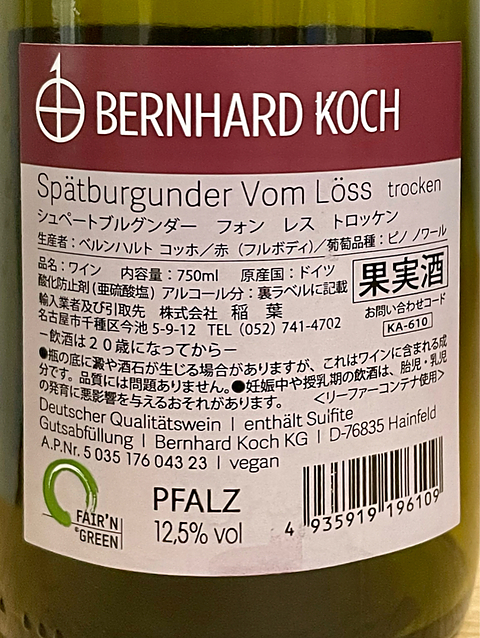 BERNHARD KOCH
Spätburgunder Vom Löss trocken
シュペートブルグンダー フォン レス トロッケン
生産者：ベルンハルト コッホ／赤（フルボディ）／葡萄品種：ピノ ノワール
品名：ワイン 内容量：750ml 原産国：ドイツ
酸化防止剤(亜硫酸塩) アルコール分：裏ラベルに記載
果実酒
輸入業者及び引取先 株式会社 稲葉
お問い合わせコード
名古屋市千種区今池5-9-12 TEL（052）741-4702
KA-610
―飲酒は２０歳になってから―
●瓶の底に澱や酒石が生じる場合がありますが、これはワインに含まれる成
分です。品質には問題ありません。●妊娠中や授乳期の飲酒は、胎児・乳児
の発育に悪影響を与えるおそれがあります。 ＜リーファーコンテナ使用＞
Deutscher Qualitätswein | enthält Sulfite
Gutsabfüllung | Bernhard Koch KG | D-76835 Hainfeld
A.P.Nr. 5 035 176 043 23 | vegan
FAIR'N
GREEN
PFALZ
12,5% vol
4 935919 196109